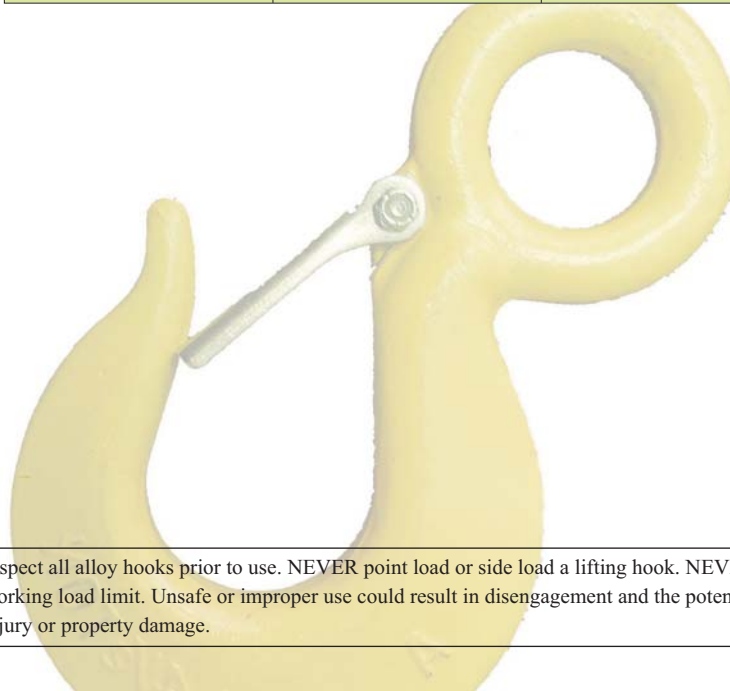 spect all alloy hooks prior to use. NEVER point load or side load a lifting hook. NEV
orking load limit. Unsafe or improper use could result in disengagement and the poten
jury or property damage.
A